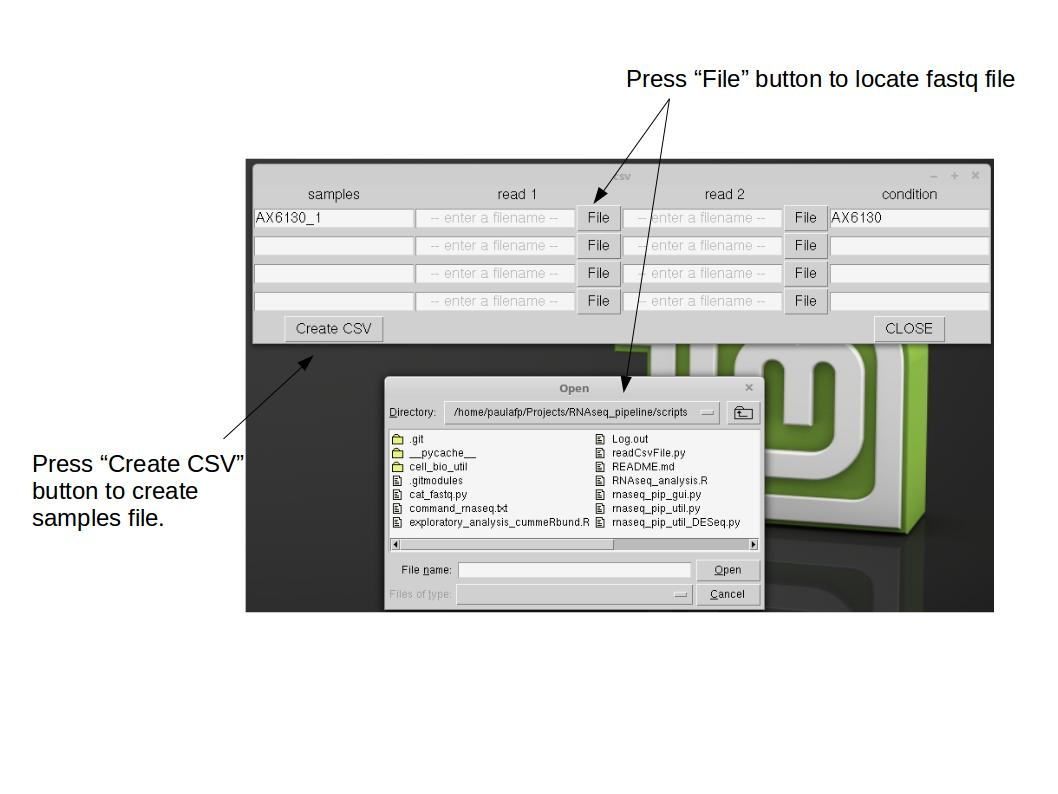 Press “File” button to locate fastq file
csv
samples read 1 read 2 condition
AX6130_1 -- enter a filename -- File -- enter a filename -- File AX6130
-- enter a filename -- File -- enter a filename -- File
-- enter a filename -- File -- enter a filename -- File
-- enter a filename -- File -- enter a filename -- File
Create CSV CLOSE
Press “Create CSV”
button to create
samples file.
Open
Directory: /home/paulafp/Projects/RNAseq_pipeline/scripts
.git Log.out
__pycache__ readCsvFile.py
cell_bio_util README.md
.gitmodules RNAseq_analysis.R
cat_fastq.py rnaseq_pip_gui.py
command_rnaseq.txt rnaseq_pip_util.py
exploratory_analysis_cummeRbund.R rnaseq_pip_util_DESeq.py
File name: Open
Files of type: Cancel